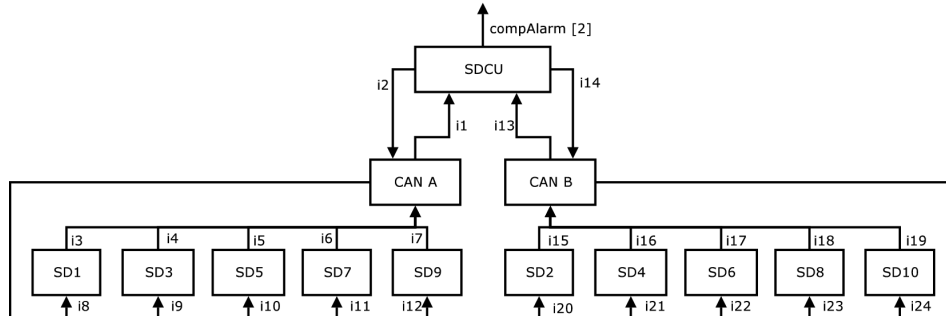 compAlarm [2]
SDCU
i2
i14
i1
i13
CAN A
CAN B
i3
i4
i5
i6
i7
i15
i16
i17
i18
i19
SD1
SD3
SD5
SD7
SD9
SD2
SD4
SD6
SD8
SD10
i8
i9
i10
i11
i12
i20
i21
i22
i23
i24